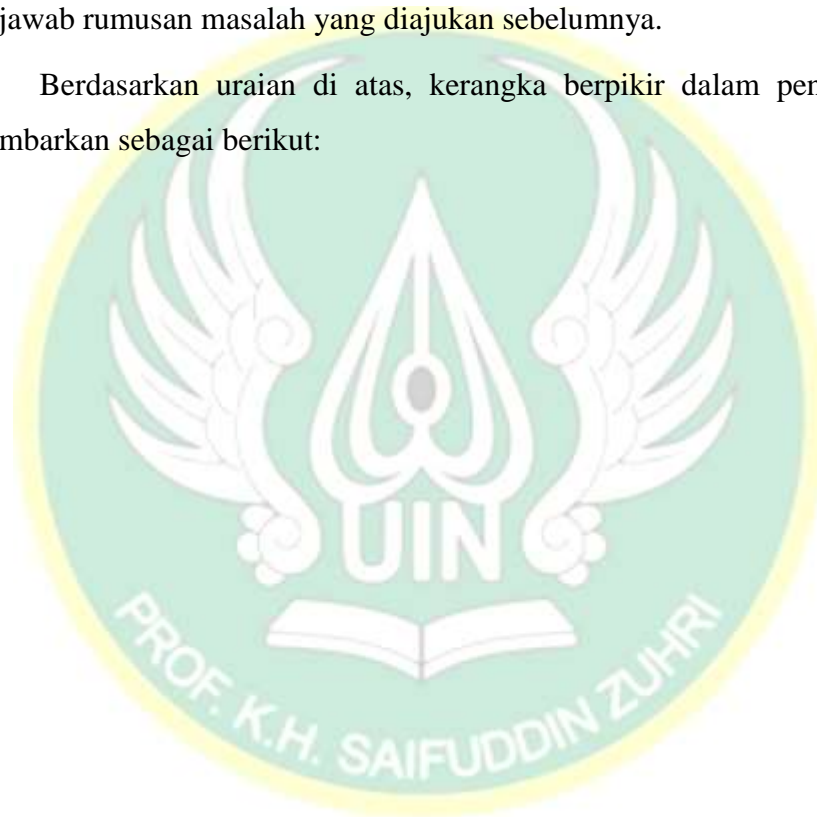 jawab rumusan masalah yang diajukan sebelumnya.
Berdasarkan uraian di atas, kerangka berpikir dalam pen
mbarkan sebagai berikut:
UIN
PROF. K.H. SAIFUDDIN ZUHRI